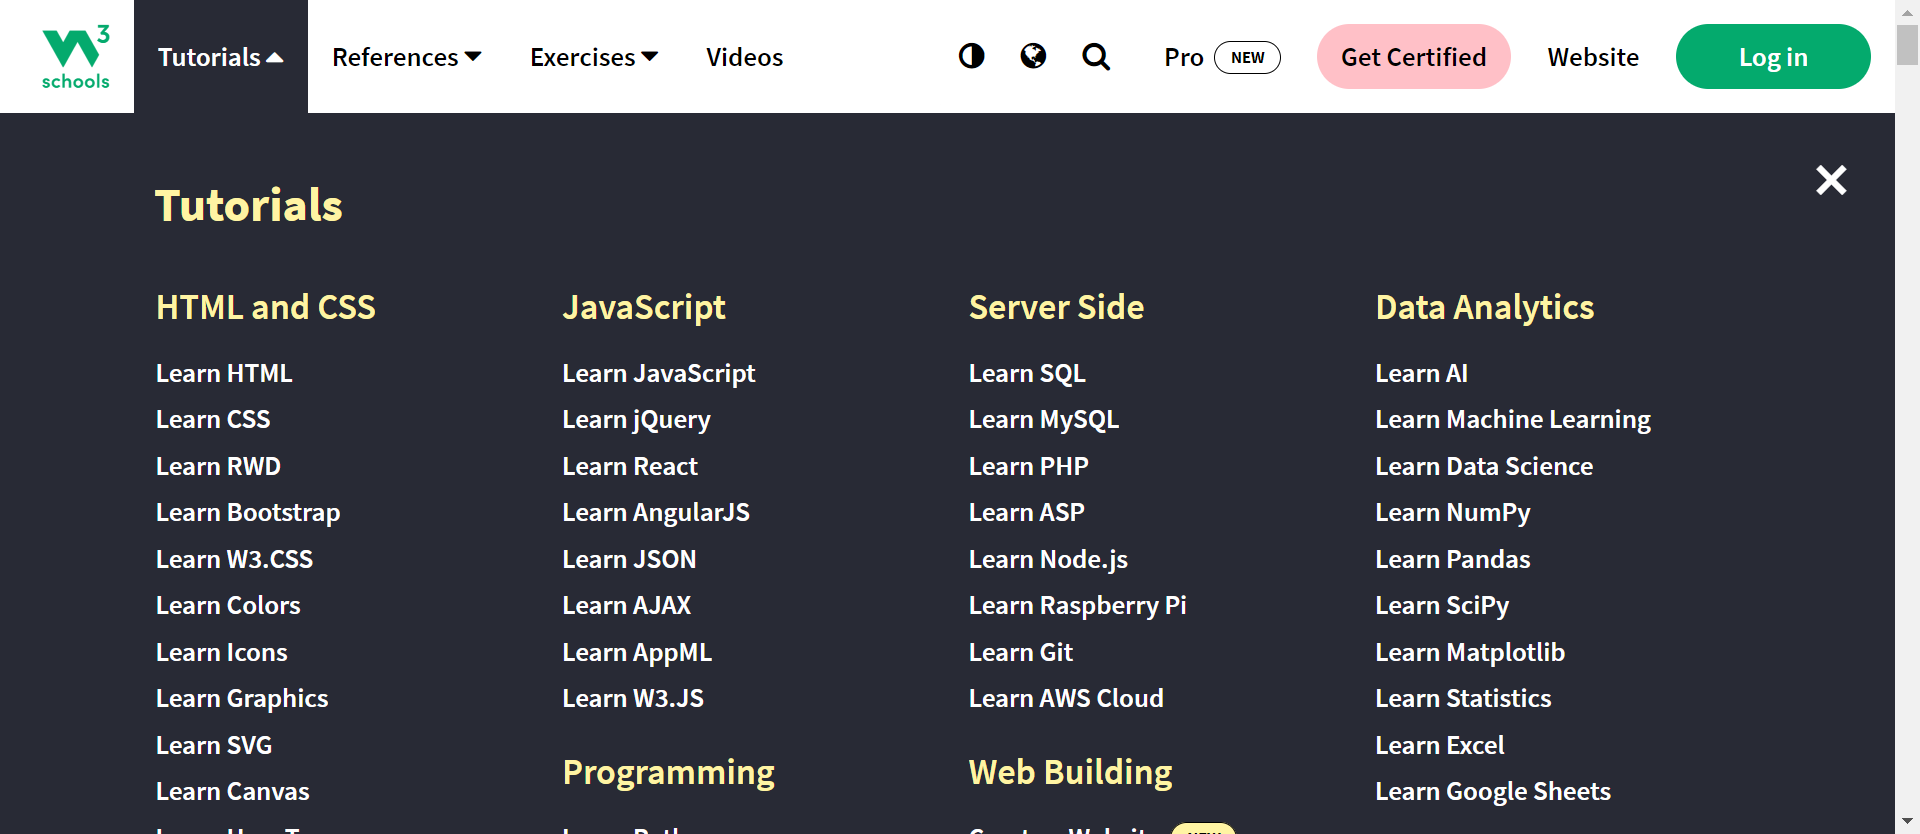 3
schools
Tutorials
References
Exercises
Videos
Pro NEW
Get Certified
Website
Log in
Tutorials
HTML and CSS
Learn HTML
Learn CSS
Learn RWD
Learn Bootstrap
Learn W3.CSS
Learn Colors
Learn Icons
Learn Graphics
Learn SVG
Learn Canvas
JavaScript
Learn JavaScript
Learn jQuery
Learn React
Learn AngularJS
Learn JSON
Learn AJAX
Learn AppML
Learn W3.JS
Programming
Server Side
Learn SQL
Learn MySQL
Learn PHP
Learn ASP
Learn Node.js
Learn Raspberry Pi
Learn Git
Learn AWS Cloud
Web Building
Data Analytics
Learn AI
Learn Machine Learning
Learn Data Science
Learn NumPy
Learn Pandas
Learn SciPy
Learn Matplotlib
Learn Statistics
Learn Excel
Learn Google Sheets